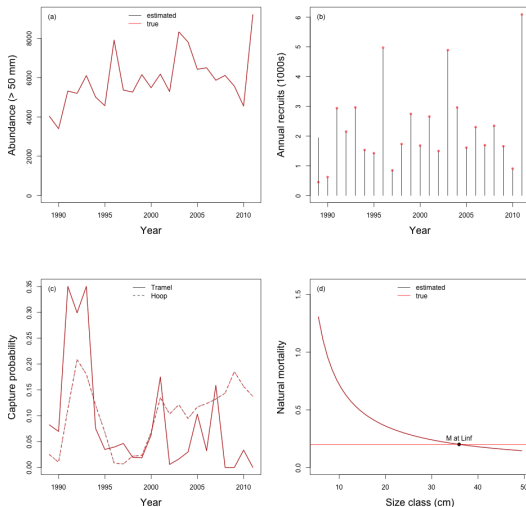 (a)
estimated
true
Abundance (> 50 mm)
0 2000 4000 6000 8000
1990 1995 2000 2005 2010
Year
(b)
Annual recruits (1000s)
0 1 2 3 4 5 6
1990 1995 2000 2005 2010
Year
(c)
Tramel
Hoop
Capture probability
0.00 0.05 0.10 0.15 0.20 0.25 0.30 0.35
1990 1995 2000 2005 2010
Year
(d)
estimated
true
Natural mortality
0.0 0.5 1.0 1.5
M at Linf
10 20 30 40 50
Size class (cm)